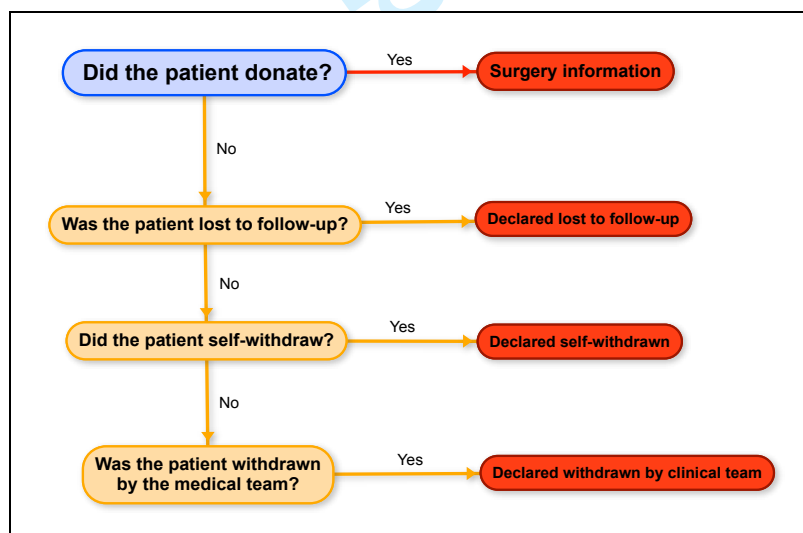 Did the patient donate?
Yes
Surgery information
No
Was the patient lost to follow-up?
Yes
Declared lost to follow-up
No
Did the patient self-withdraw?
Yes
Declared self-withdrawn
No
Was the patient withdrawn
by the medical team?
Yes
Declared withdrawn by clinical team